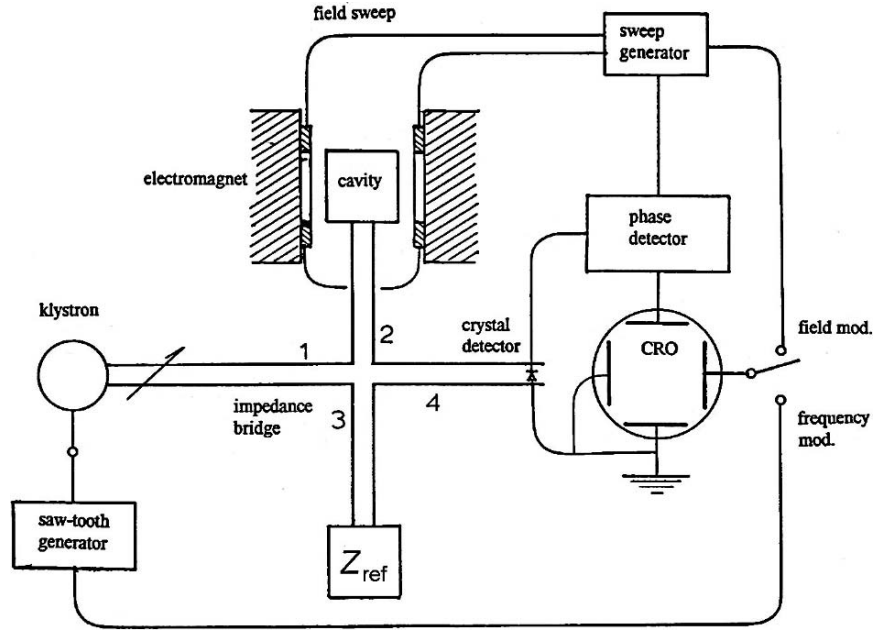 field sweep
sweep
generator
electromagnet
cavity
phase
detector
klystron
crystal
detector
CRO
field mod.
1
2
impedance
bridge
3
4
frequency
mod.
saw-tooth
generator
Zref